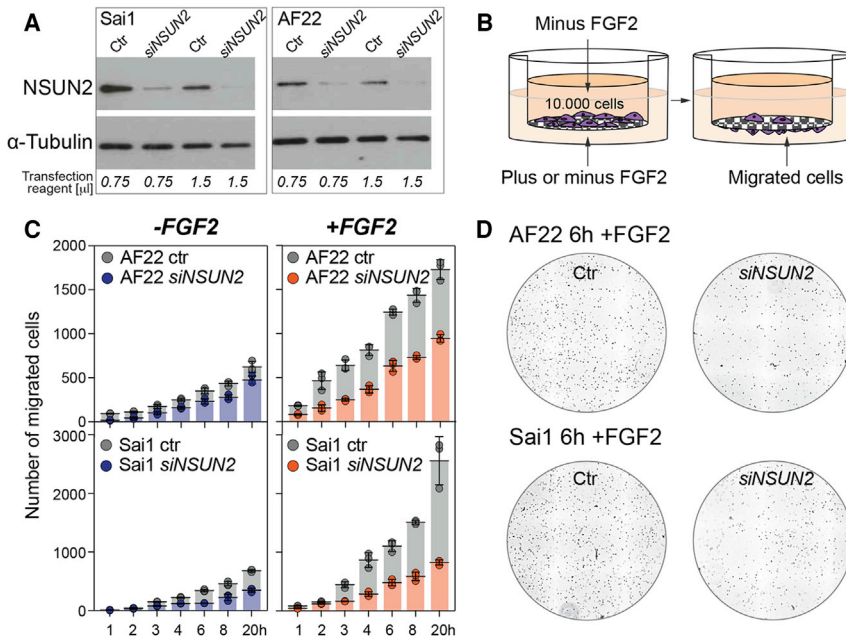 A
Sai1
AF22
Ctr siNSUN2 Ctr siNSUN2
Ctr siNSUN2 Ctr siNSUN2
NSUN2
α-Tubulin
Transfection
reagent [µl]
0.75 0.75 1.5 1.5
0.75 0.75 1.5 1.5
B
Minus FGF2
10.000 cells
Plus or minus FGF2
Migrated cells
C
-FGF2
+FGF2
Number of migrated cells
2000
1500
1000
500
0
AF22 ctr
AF22 siNSUN2
AF22 ctr
AF22 siNSUN2
3000
2000
1000
0
Sai1 ctr
Sai1 siNSUN2
Sai1 ctr
Sai1 siNSUN2
1 2 3 4 6 8 20h
1 2 3 4 6 8 20h
D
AF22 6h +FGF2
Ctr
siNSUN2
Sai1 6h +FGF2
Ctr
siNSUN2